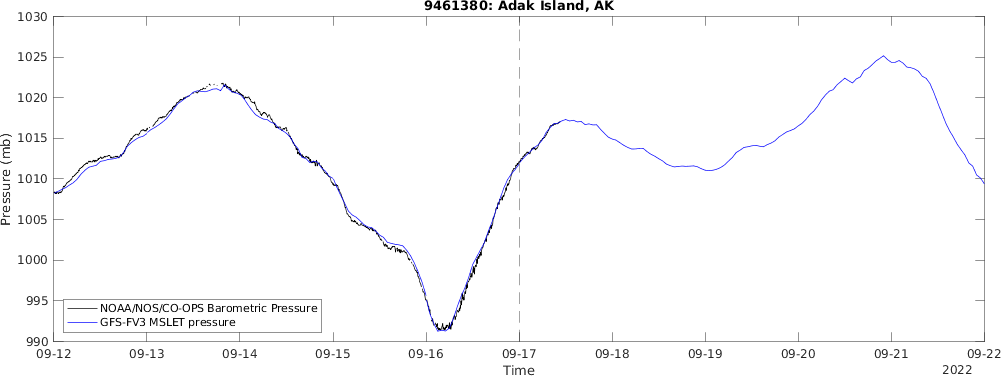 9461380: Adak Island, AK
Pressure (mb)
1030
1025
1020
1015
1010
1005
1000
995
990
NOAA/NOS/CO-OPS Barometric Pressure
GFS-FV3 MSLET pressure
09-12 09-13 09-14 09-15 09-16 09-17 09-18 09-19 09-20 09-21 09-22
Time
2022